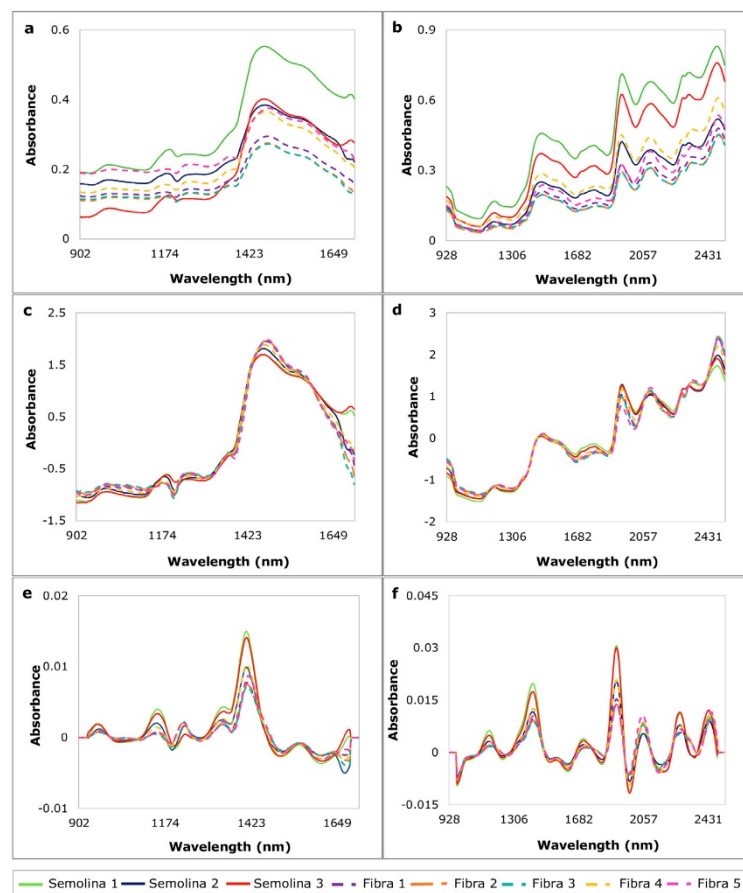 a
0.6
0.4
0.2
0
Absorbance
902 1174 1423 1649
Wavelength (nm)
b
0.9
0.6
0.3
0
Absorbance
928 1306 1682 2057 2431
Wavelength (nm)
c
2.5
1.5
0.5
-0.5
-1.5
Absorbance
902 1174 1423 1649
Wavelength (nm)
d
3
2
1
0
-1
-2
Absorbance
928 1306 1682 2057 2431
Wavelength (nm)
e
0.02
0.01
0
-0.01
Absorbance
902 1174 1423 1649
Wavelength (nm)
f
0.045
0.03
0.015
0
-0.015
Absorbance
928 1306 1682 2057 2431
Wavelength (nm)
Semolina 1 Semolina 2 Semolina 3 Fibra 1 Fibra 2 Fibra 3 Fibra 4 Fibra 5